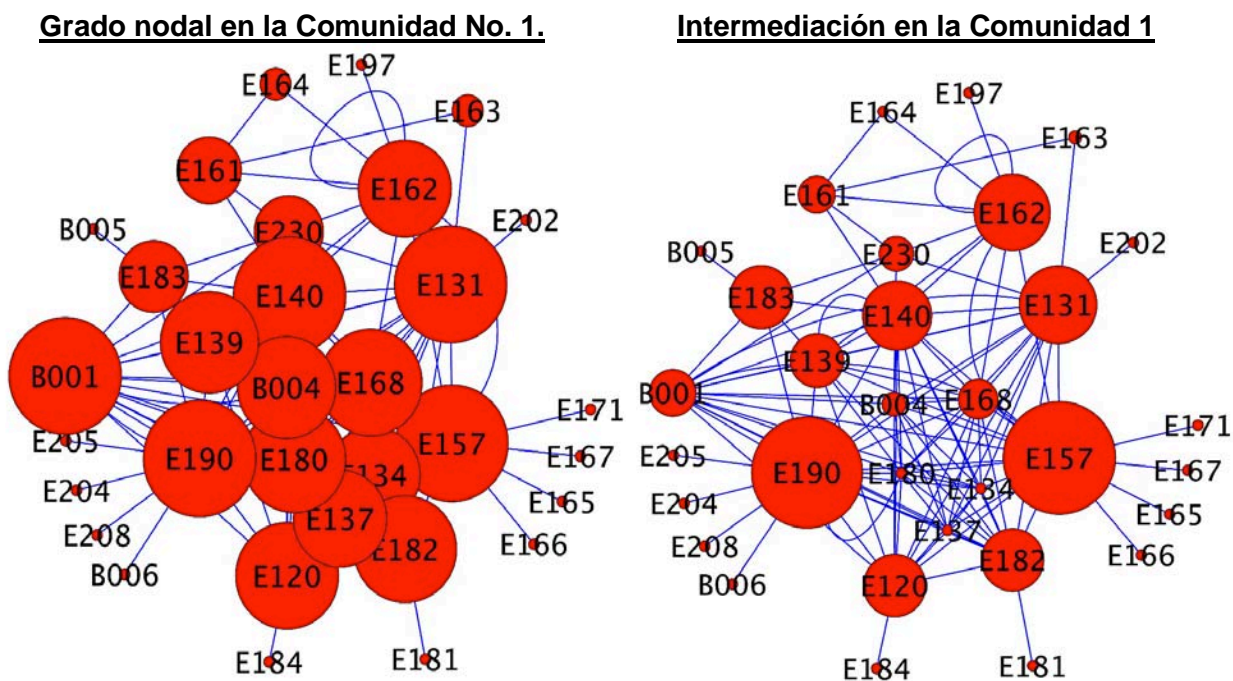 Grado nodal en la Comunidad No. 1.
E197
E164
E163
E161
E162
E202
B005
E230
E183
E140
E131
E139
B001
B004
E168
E205
E190
E180
E134
E157
E171
E167
E204
E165
E208
E137
E182
E166
B006
E120
E184
E181
Intermediación en la Comunidad 1
E197
E164
E163
E161
E162
E202
B005
E230
E183
E140
E131
E139
B001
B004
E168
E171
E205
E190
E180
E157
E167
E134
E204
E165
E208
E137
E166
B006
E120
E182
E184
E181